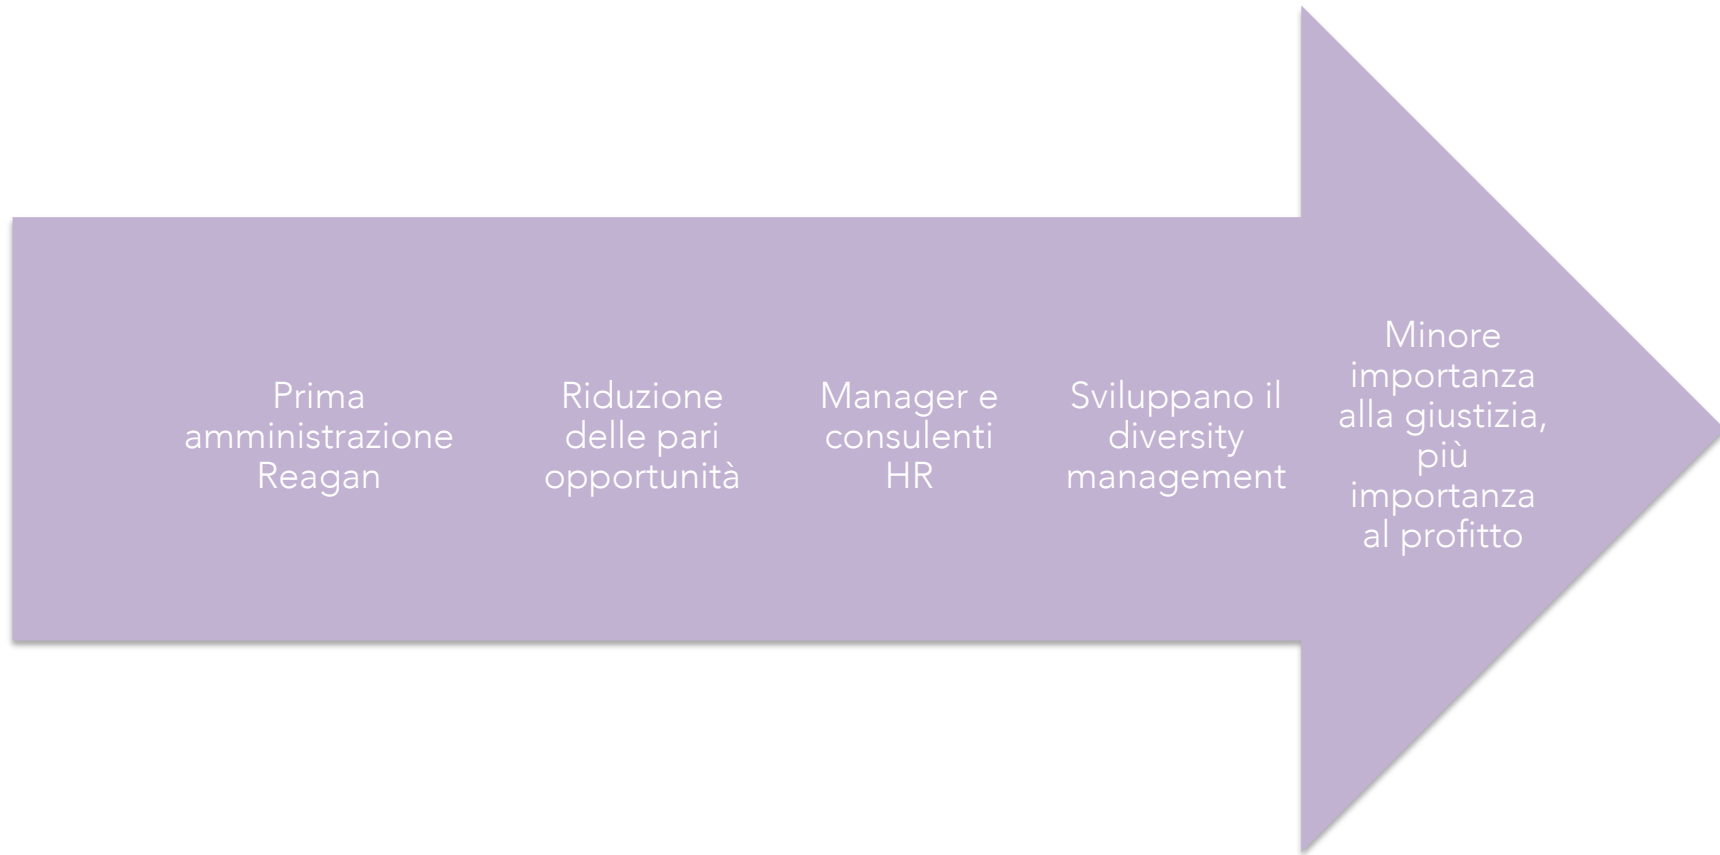 Prima
amministrazione
Reagan
Riduzione
delle pari
opportunità
Manager e
consulenti
HR
Sviluppano il
diversity
management
Minore
importanza
alla giustizia,
più
importanza
al profitto